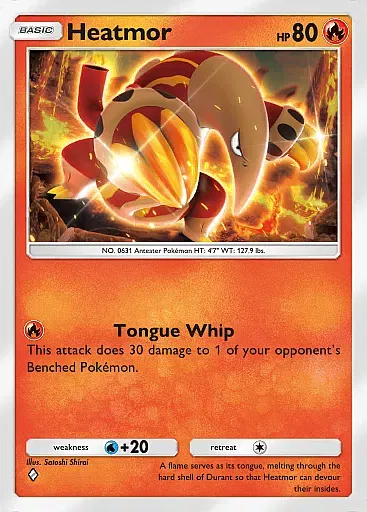 BASIC Heatmor HP 80
NO. 0631 Anteater Pokémon HT: 4'7" WT: 127.9 lbs.
Tongue Whip
This attack does 30 damage to 1 of your opponent's
Benched Pokémon.
weakness +20 retreat
Illus. Satoshi Shirai
A flame serves as its tongue, melting through the
hard shell of Durant so that Heatmor can devour
their insides.